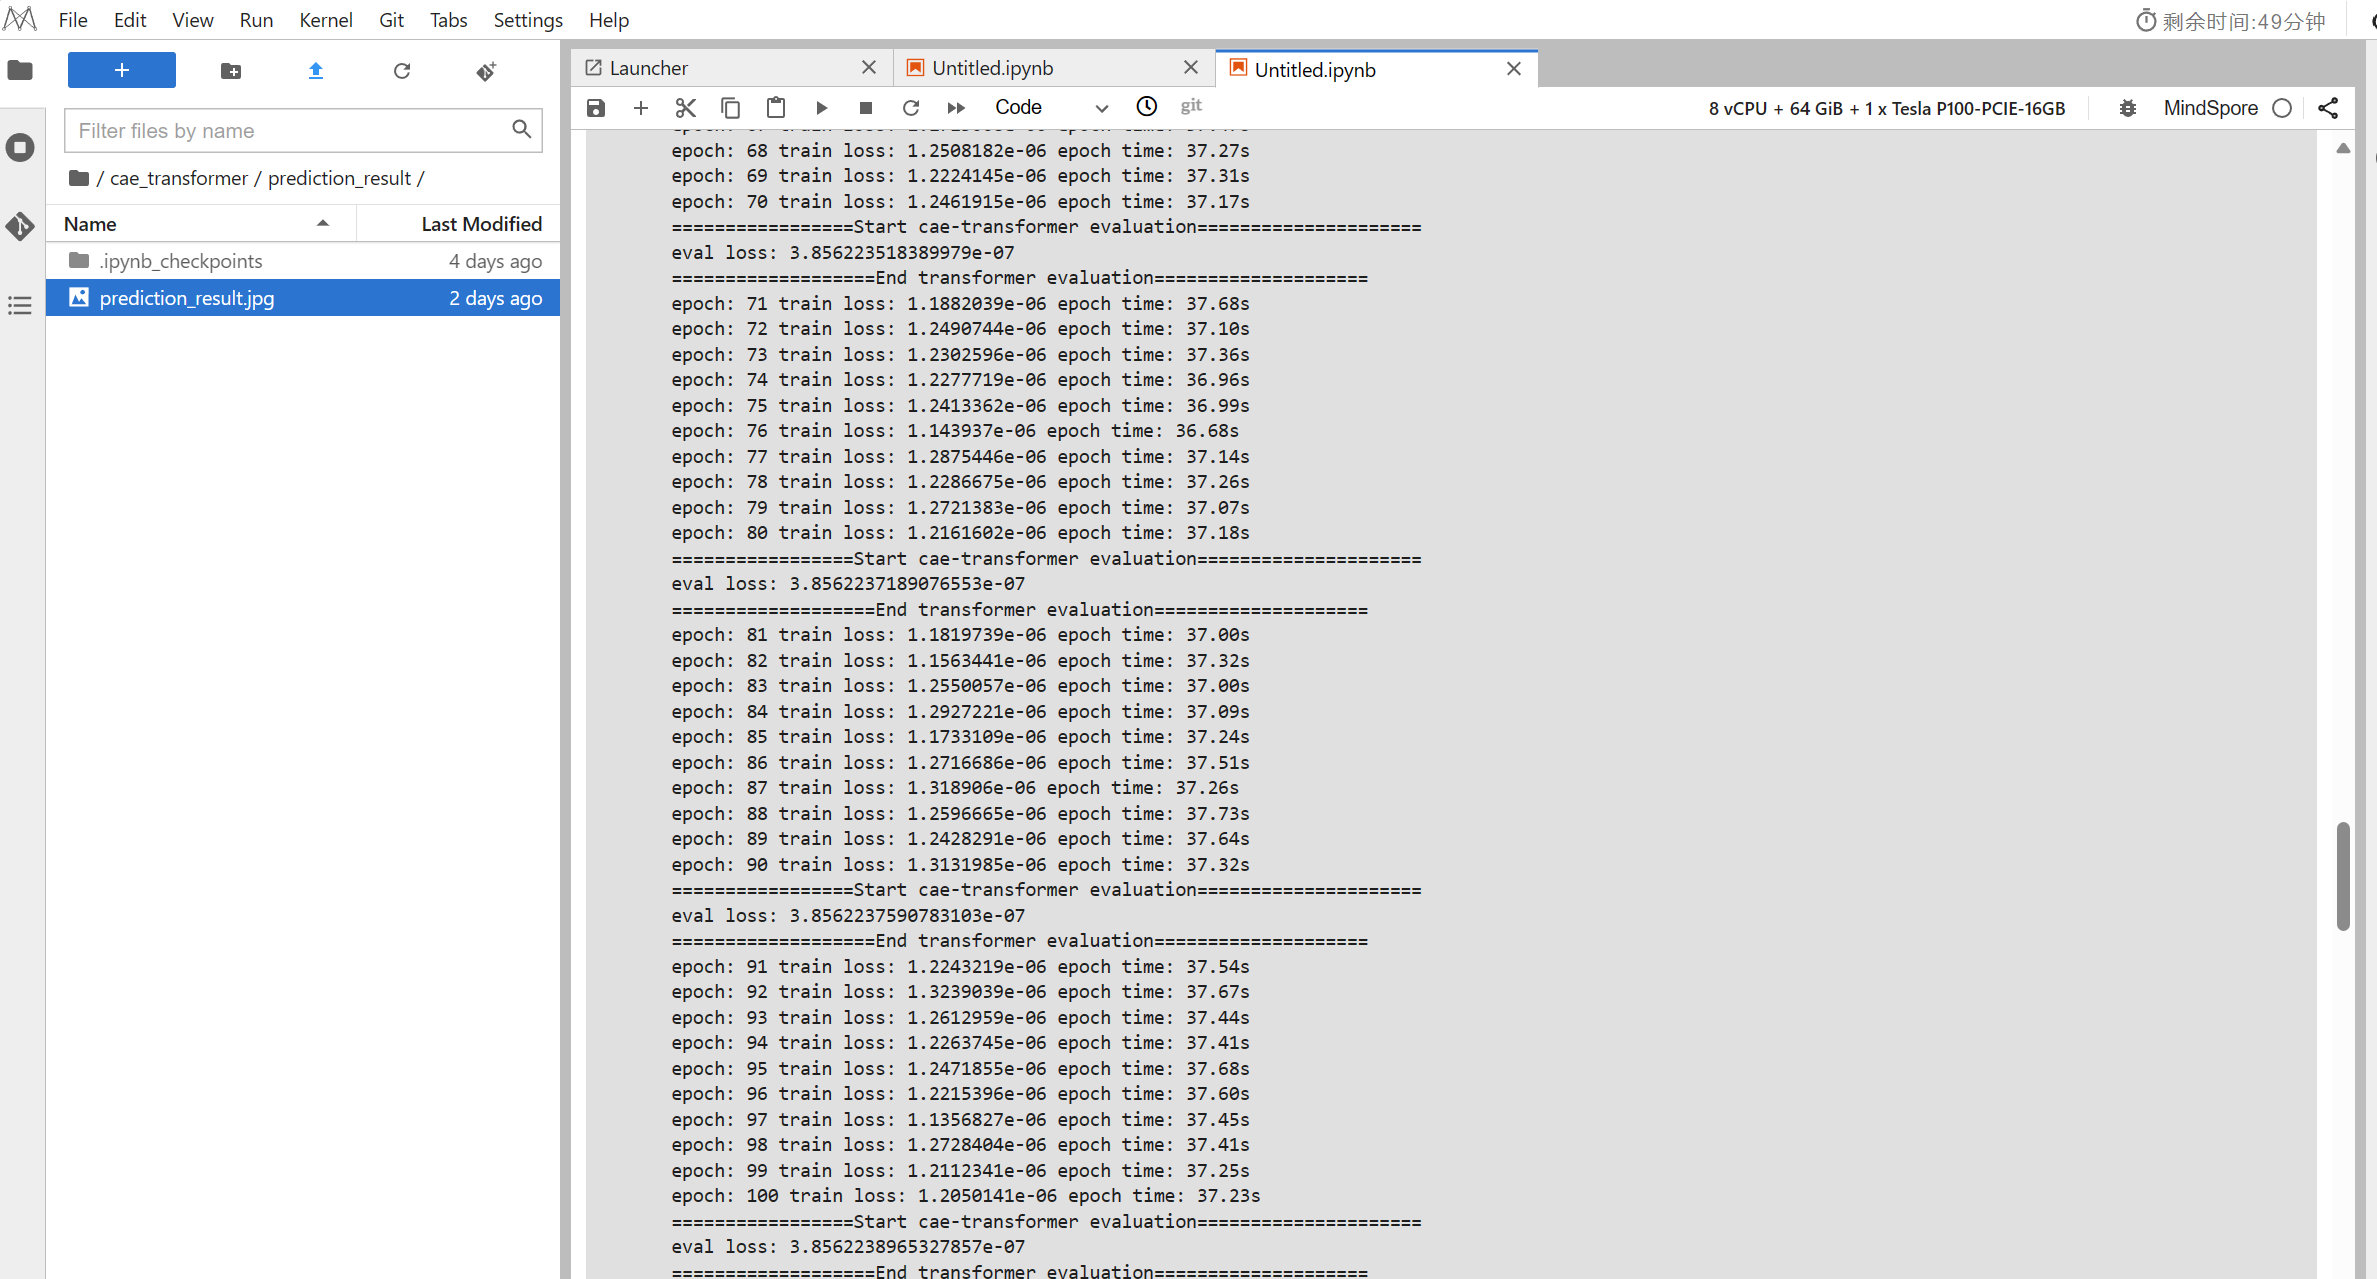 File Edit View Run Kernel Git Tabs Settings Help
剩余时间:49分钟
Filter files by name
/ cae_transformer / prediction_result /
Name Last Modified
.ipynb_checkpoints 4 days ago
prediction_result.jpg 2 days ago
Launcher Untitled.ipynb Untitled.ipynb
Code git 8 vCPU + 64 GiB + 1 x Tesla P100-PCIE-16GB MindSpore
epoch: 68 train loss: 1.2508182e-06 epoch time: 37.27s
epoch: 69 train loss: 1.2224145e-06 epoch time: 37.31s
epoch: 70 train loss: 1.2461915e-06 epoch time: 37.17s
=================Start cae-transformer evaluation=====================
eval loss: 3.856223518389979e-07
===================End transformer evaluation====================
epoch: 71 train loss: 1.1882039e-06 epoch time: 37.68s
epoch: 72 train loss: 1.2490744e-06 epoch time: 37.10s
epoch: 73 train loss: 1.2302596e-06 epoch time: 37.36s
epoch: 74 train loss: 1.2277719e-06 epoch time: 36.96s
epoch: 75 train loss: 1.2413362e-06 epoch time: 36.99s
epoch: 76 train loss: 1.143937e-06 epoch time: 36.68s
epoch: 77 train loss: 1.2875446e-06 epoch time: 37.14s
epoch: 78 train loss: 1.2286675e-06 epoch time: 37.26s
epoch: 79 train loss: 1.2721383e-06 epoch time: 37.07s
epoch: 80 train loss: 1.2161602e-06 epoch time: 37.18s
=================Start cae-transformer evaluation=====================
eval loss: 3.8562237189076553e-07
===================End transformer evaluation====================
epoch: 81 train loss: 1.1819739e-06 epoch time: 37.00s
epoch: 82 train loss: 1.1563441e-06 epoch time: 37.32s
epoch: 83 train loss: 1.2550057e-06 epoch time: 37.00s
epoch: 84 train loss: 1.2927221e-06 epoch time: 37.09s
epoch: 85 train loss: 1.1733109e-06 epoch time: 37.24s
epoch: 86 train loss: 1.2716686e-06 epoch time: 37.51s
epoch: 87 train loss: 1.318906e-06 epoch time: 37.26s
epoch: 88 train loss: 1.2596665e-06 epoch time: 37.73s
epoch: 89 train loss: 1.2428291e-06 epoch time: 37.64s
epoch: 90 train loss: 1.3131985e-06 epoch time: 37.32s
=================Start cae-transformer evaluation=====================
eval loss: 3.8562237590783103e-07
===================End transformer evaluation====================
epoch: 91 train loss: 1.2243219e-06 epoch time: 37.54s
epoch: 92 train loss: 1.3239039e-06 epoch time: 37.67s
epoch: 93 train loss: 1.2612959e-06 epoch time: 37.44s
epoch: 94 train loss: 1.2263745e-06 epoch time: 37.41s
epoch: 95 train loss: 1.2471855e-06 epoch time: 37.68s
epoch: 96 train loss: 1.2215396e-06 epoch time: 37.60s
epoch: 97 train loss: 1.1356827e-06 epoch time: 37.45s
epoch: 98 train loss: 1.2728404e-06 epoch time: 37.41s
epoch: 99 train loss: 1.2112341e-06 epoch time: 37.25s
epoch: 100 train loss: 1.2050141e-06 epoch time: 37.23s
=================Start cae-transformer evaluation=====================
eval loss: 3.8562238965327857e-07
===================End transformer evaluation====================